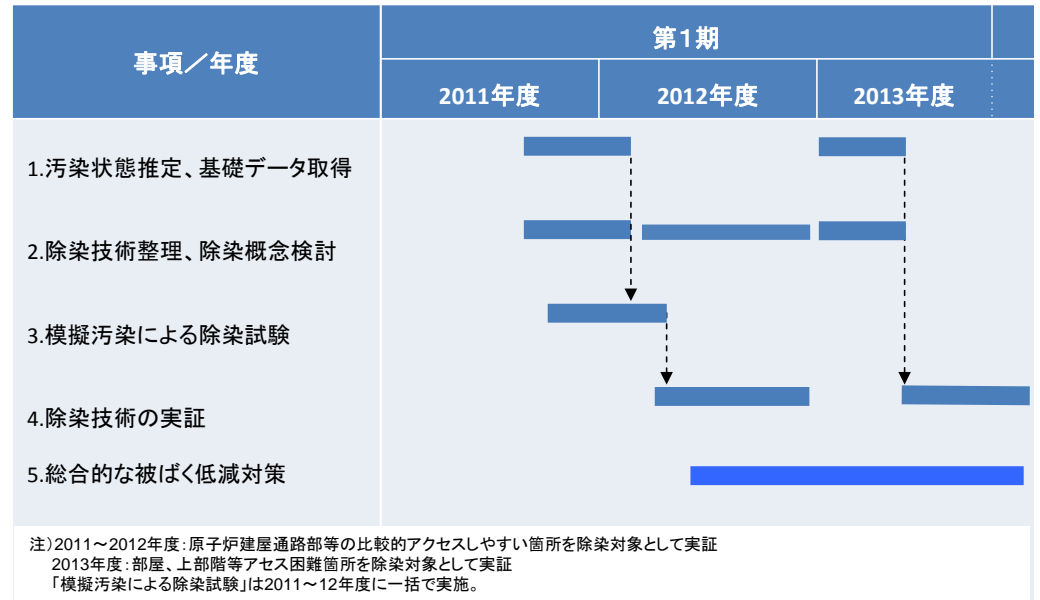 事項／年度
第１期
2011年度
2012年度
2013年度
1.汚染状態推定、基礎データ取得
2.除染技術整理、除染概念検討
3.模擬汚染による除染試験
4.除染技術の実証
5.総合的な被ばく低減対策
注）2011～2012年度：原子炉建屋通路部等の比較的アクセスしやすい箇所を除染対象として実証
2013年度：部屋、上部階等アセス困難箇所を除染対象として実証
「模擬汚染による除染試験」は2011～12年度に一括で実施。